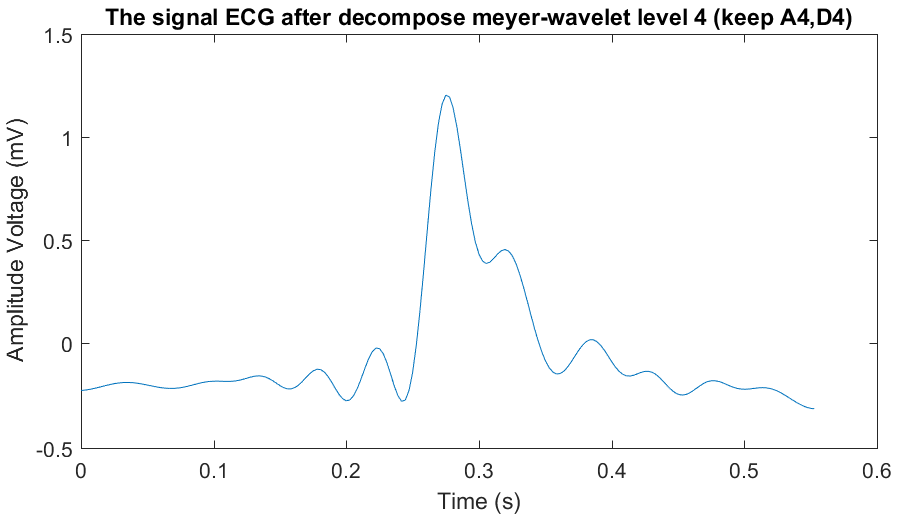 The signal ECG after decompose meyer-wavelet level 4 (keep A4,D4)
1.5
1
0.5
0
-0.5
Amplitude Voltage (mV)
0 0.1 0.2 0.3 0.4 0.5 0.6
Time (s)